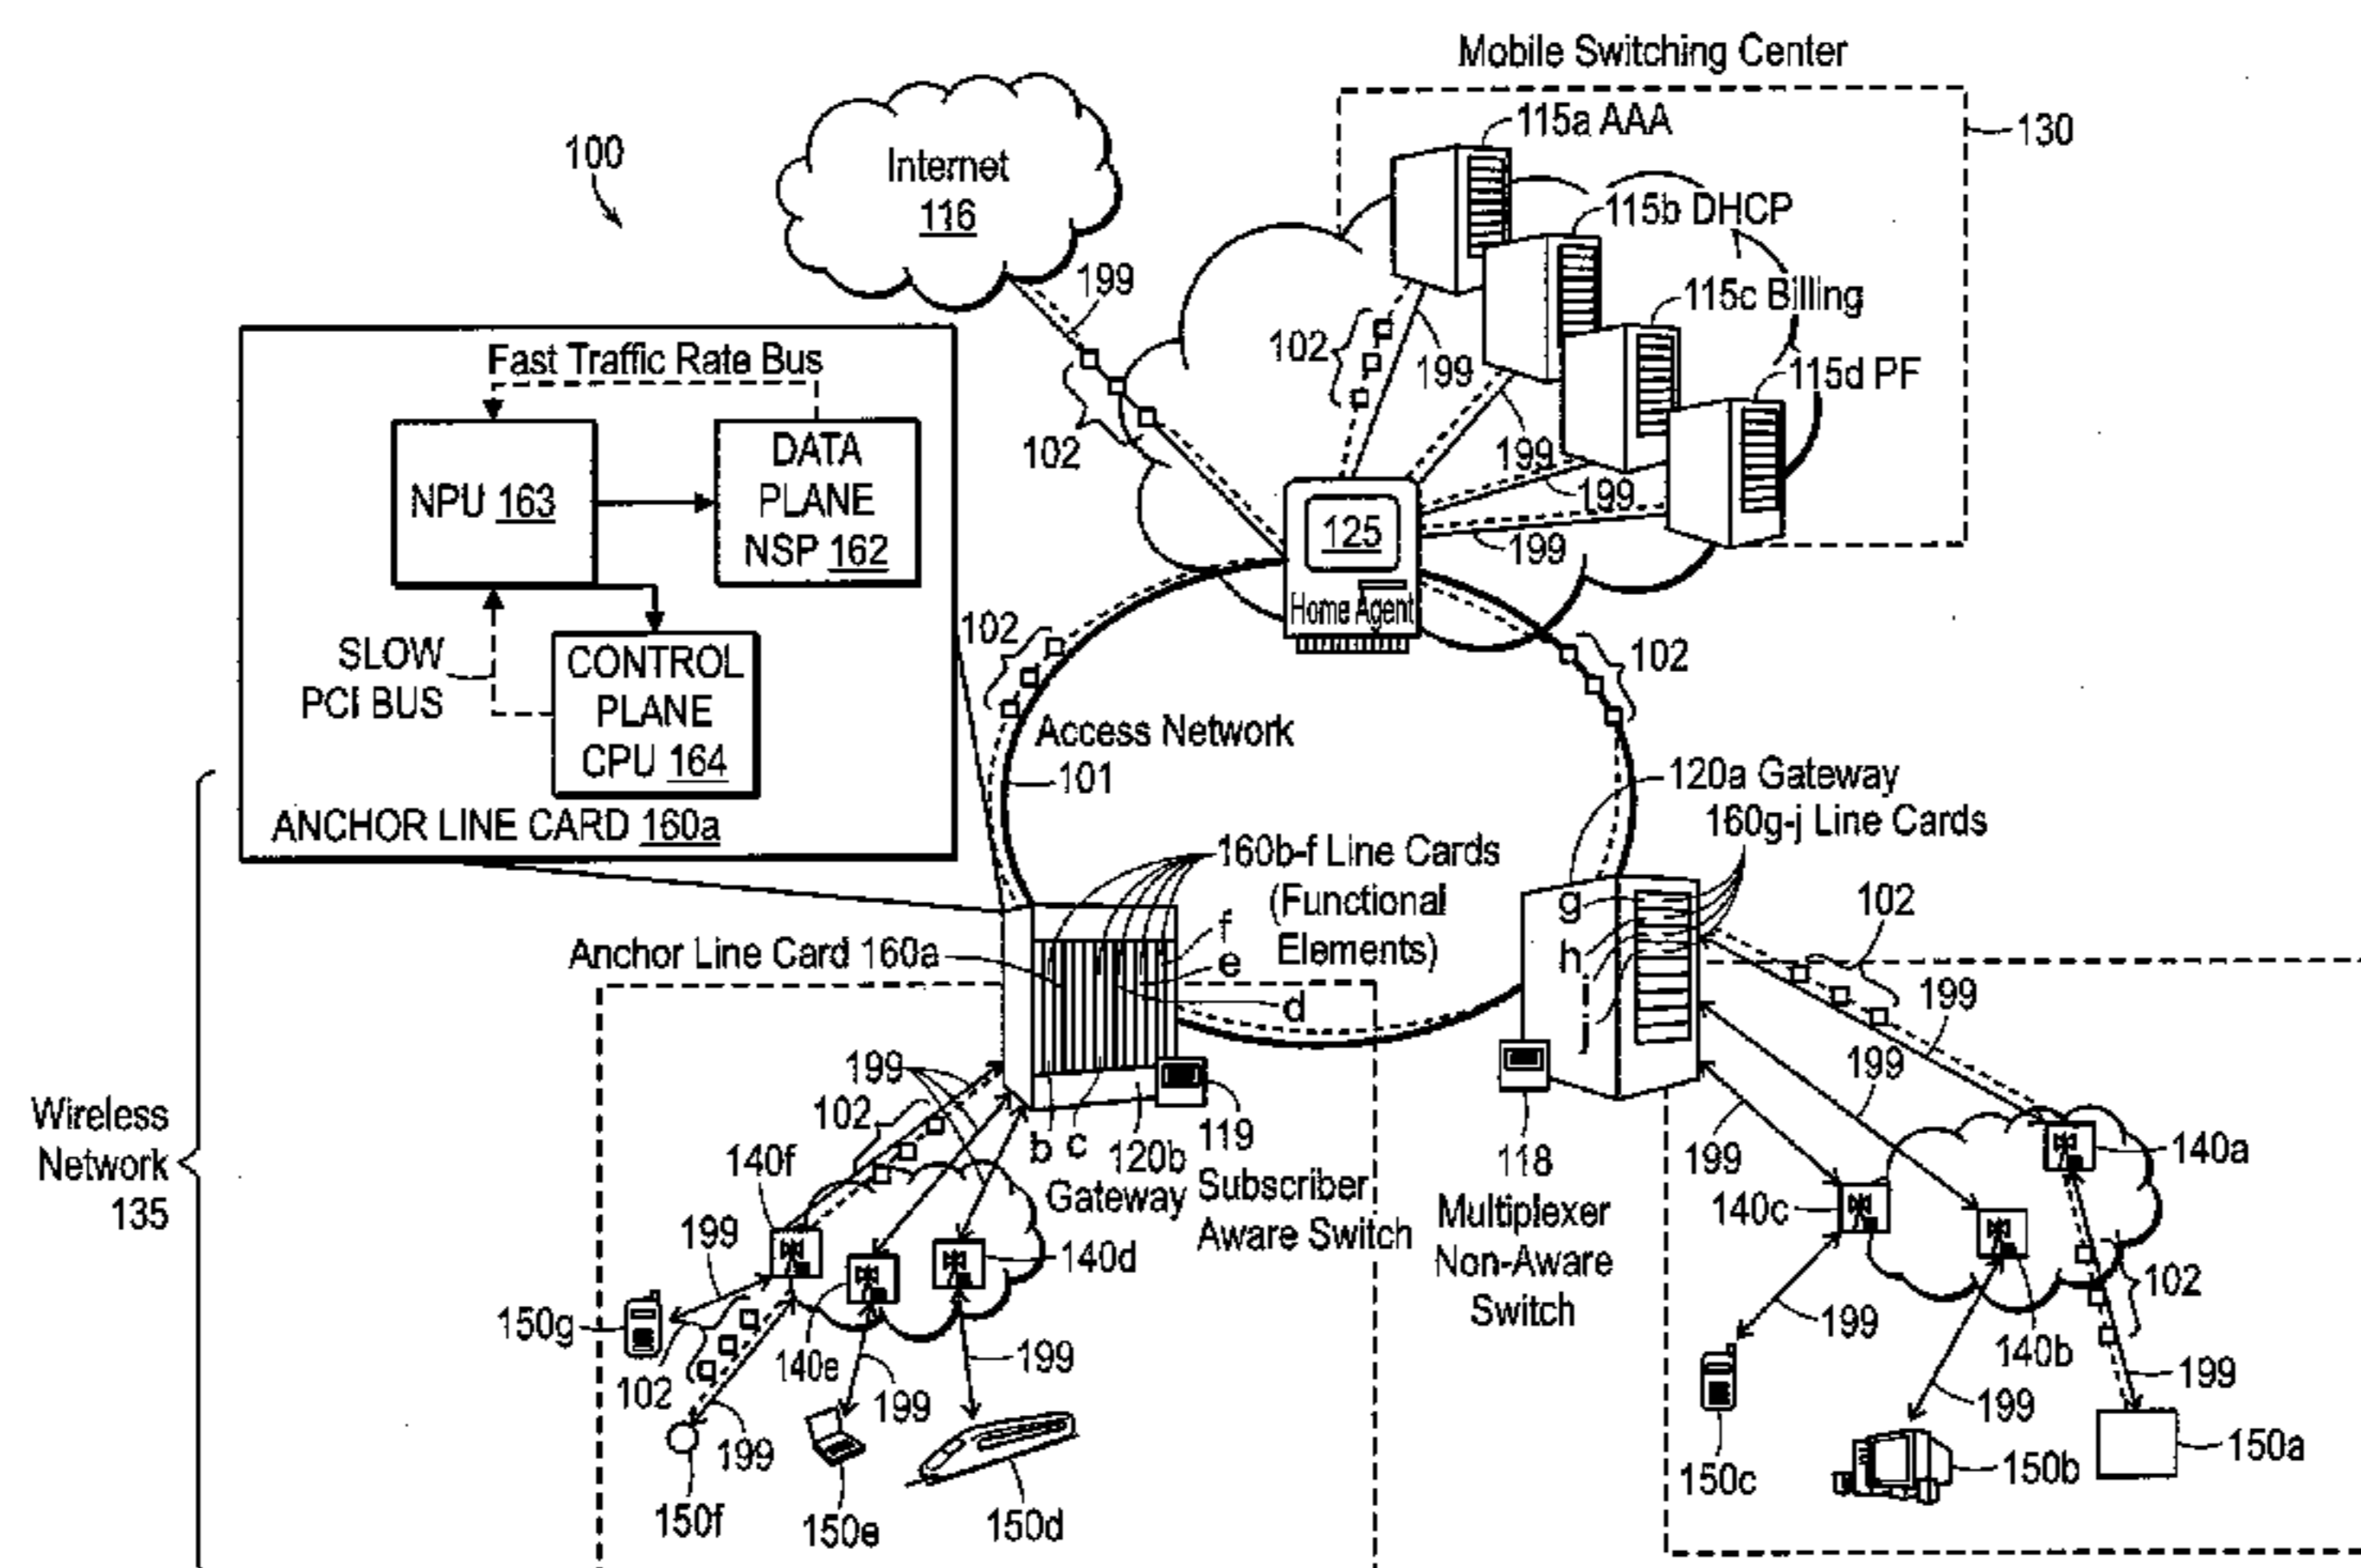 Mobile Switching Center
130
115a AAA
115b DHCP
115c Billing
115d PF
100
Internet
116
199
102
102
199
199
199
199
125
Home Agent
Fast Traffic Rate Bus
NPU 163
DATA
PLANE
NSP 162
SLOW
PCI BUS
CONTROL
PLANE
CPU 164
ANCHOR LINE CARD 160a
102
102
Access Network
101
120a Gateway
160g-j Line Cards
160b-f Line Cards
(Functional
Elements)
Anchor Line Card 160a
f
e
d
b
c
g
h
i
j
102
199
199
199
199
102
119
Subscriber
Aware Switch
120b
Gateway
118
Multiplexer
Non-Aware
Switch
Wireless
Network
135
140f
140e
140d
140c
140b
140a
199
102
199
199
199
199
199
199
102
150g
150f
150e
150d
150c
150b
150a